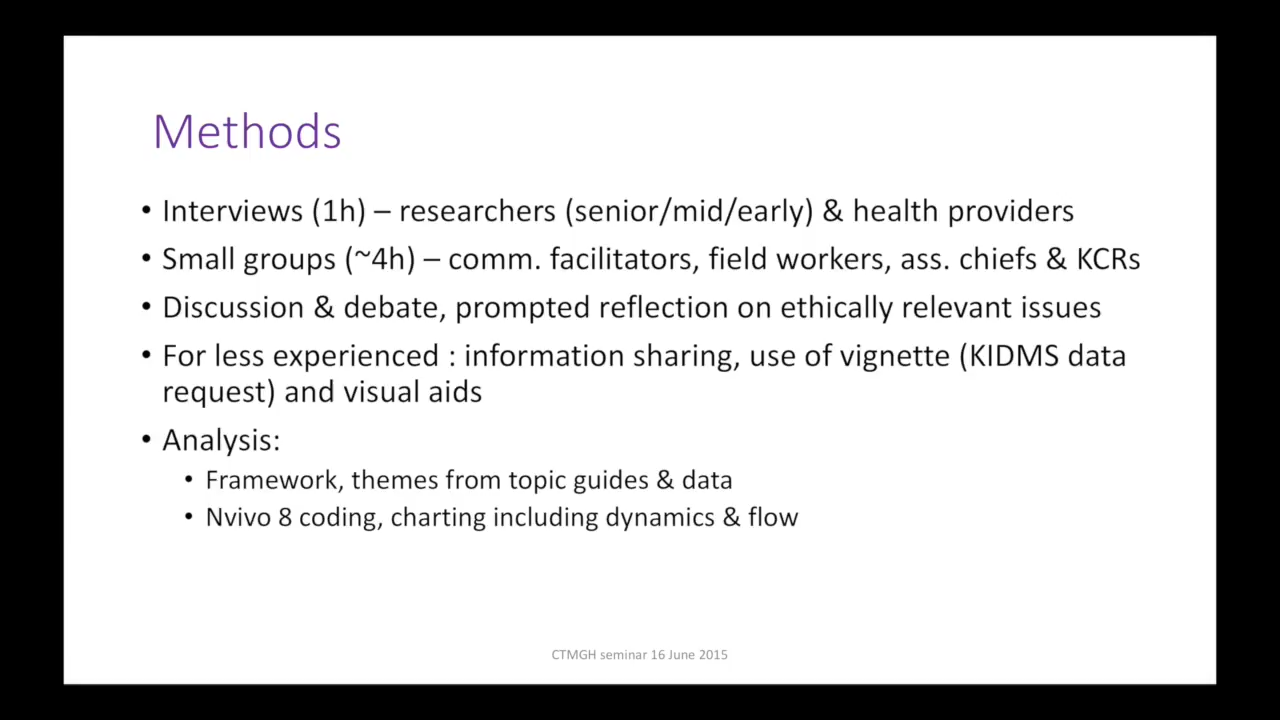 Methods
• Interviews (1h) – researchers (senior/mid/early) & health providers
• Small groups (~4h) – comm. facilitators, field workers, ass. chiefs & KCRs
• Discussion & debate, prompted reflection on ethically relevant issues
• For less experienced : information sharing, use of vignette (KIDMS data
request) and visual aids
• Analysis:
• Framework, themes from topic guides & data
• Nvivo 8 coding, charting including dynamics & flow
CTMGH seminar 16 June 2015